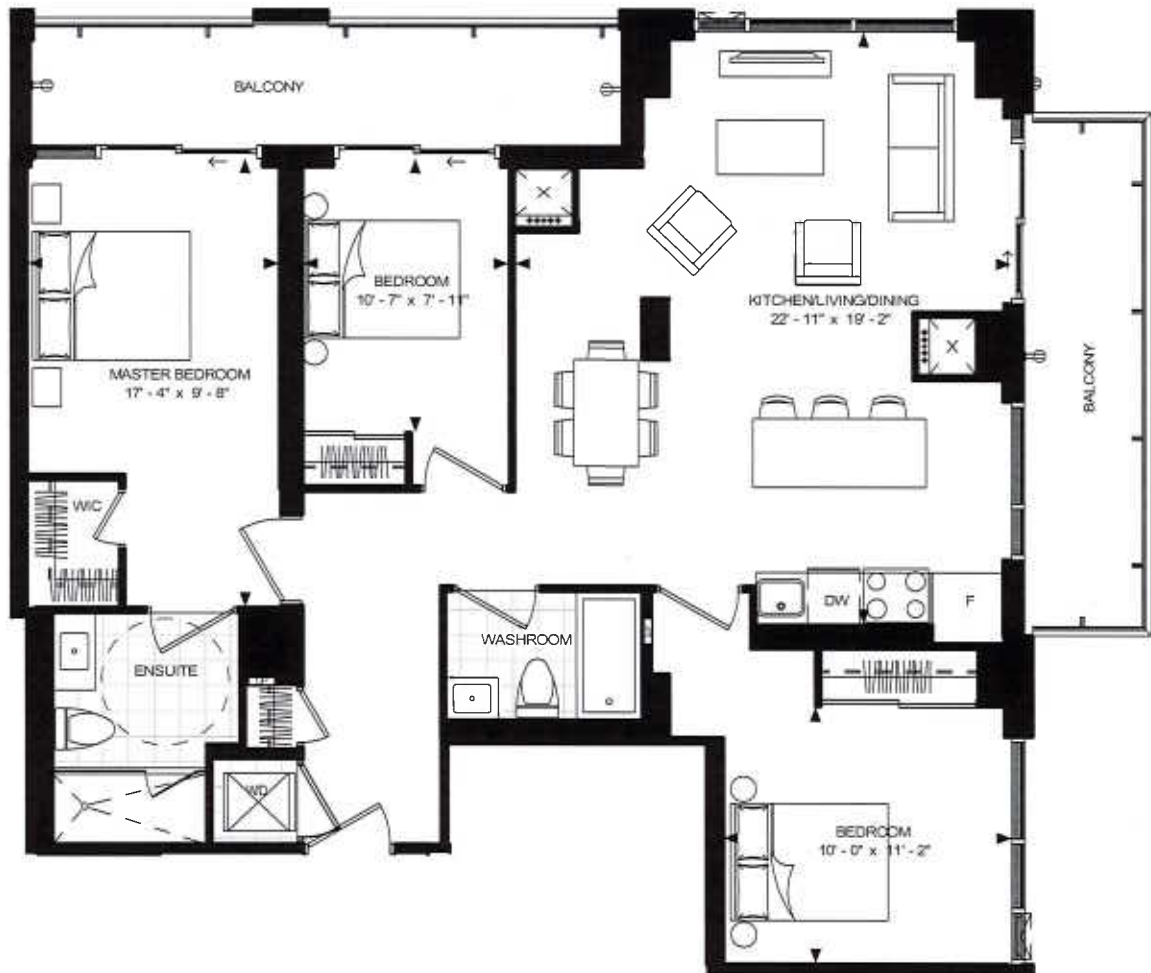 BALCONY
BEDROOM
10' - 7" x 7' - 11"
KITCHEN/LIVING/DINING
22' - 11" x 19' - 2"
MASTER BEDROOM
17' - 4" x 9' - 8"
BALCONY
WIC
DW
F
WASHROOM
ENSUITE
WD
BEDROOM
10' - 0" x 11' - 2"